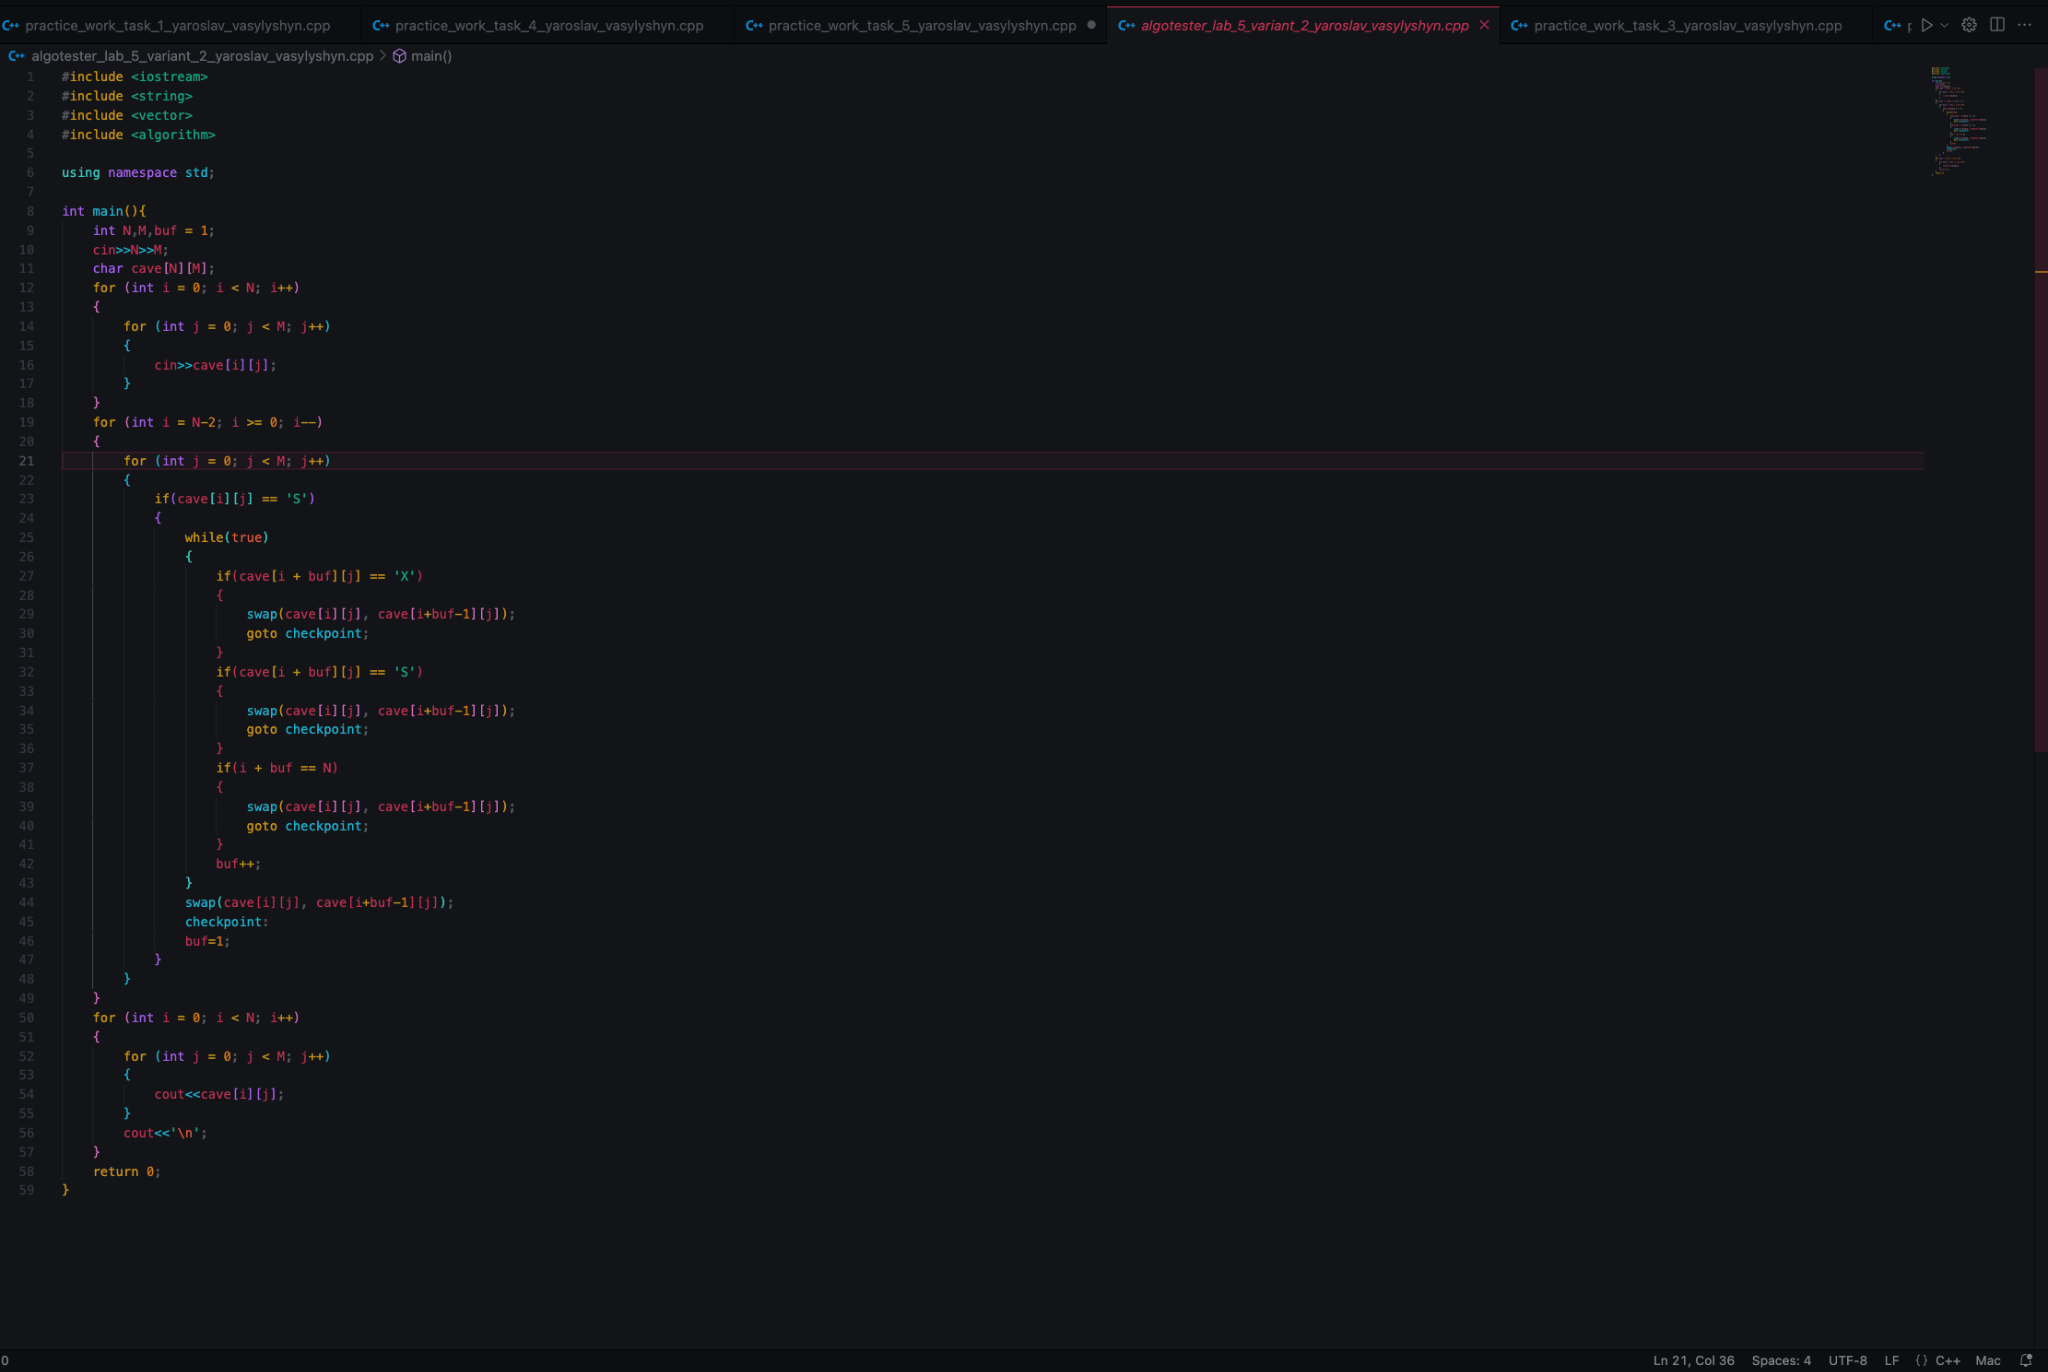 practice_work_task_1_yaroslav_vasylyshyn.cpp
practice_work_task_4_yaroslav_vasylyshyn.cpp
practice_work_task_5_yaroslav_vasylyshyn.cpp
algotester_lab_5_variant_2_yaroslav_vasylyshyn.cpp
practice_work_task_3_yaroslav_vasylyshyn.cpp
algotester_lab_5_variant_2_yaroslav_vasylyshyn.cpp > main()
1 #include <iostream>
2 #include <string>
3 #include <vector>
4 #include <algorithm>
5
6 using namespace std;
7
8 int main(){
9     int N,M,buf = 1;
10     cin>>N>>M;
11     char cave[N][M];
12     for (int i = 0; i < N; i++)
13     {
14         for (int j = 0; j < M; j++)
15         {
16             cin>>cave[i][j];
17         }
18     }
19     for (int i = N-2; i >= 0; i--)
20     {
21         for (int j = 0; j < M; j++)
22         {
23             if(cave[i][j] == 'S')
24             {
25                 while(true)
26                 {
27                     if(cave[i + buf][j] == 'X')
28                     {
29                         swap(cave[i][j], cave[i+buf-1][j]);
30                         goto checkpoint;
31                     }
32                     if(cave[i + buf][j] == 'S')
33                     {
34                         swap(cave[i][j], cave[i+buf-1][j]);
35                         goto checkpoint;
36                     }
37                     if(i + buf == N)
38                     {
39                         swap(cave[i][j], cave[i+buf-1][j]);
40                         goto checkpoint;
41                     }
42                     buf++;
43                 }
44                 swap(cave[i][j], cave[i+buf-1][j]);
45                 checkpoint:
46                 buf=1;
47             }
48         }
49     }
50     for (int i = 0; i < N; i++)
51     {
52         for (int j = 0; j < M; j++)
53         {
54             cout<<cave[i][j];
55         }
56         cout<<'\n';
57     }
58     return 0;
59 }
0 Ln 21, Col 36 Spaces: 4 UTF-8 LF {} C++ Mac